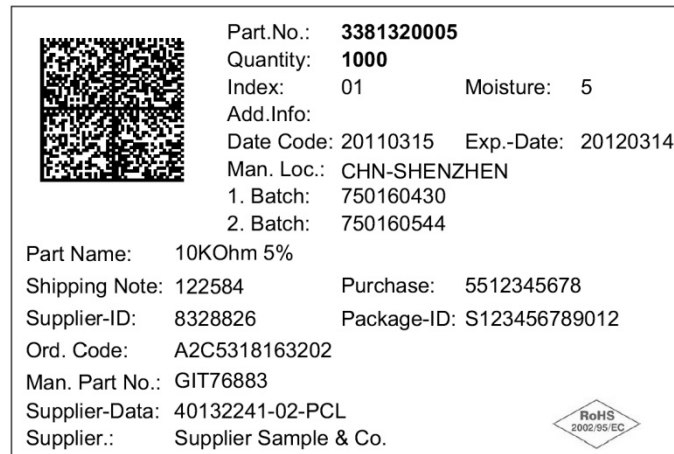 Part.No.: 3381320005
Quantity: 1000
Index: 01 Moisture: 5
Add.Info:
Date Code: 20110315 Exp.-Date: 20120314
Man. Loc.: CHN-SHENZHEN
1. Batch: 750160430
2. Batch: 750160544
Part Name: 10KOhm 5%
Shipping Note: 122584 Purchase: 5512345678
Supplier-ID: 8328826 Package-ID: S123456789012
Ord. Code: A2C5318163202
Man. Part No.: GIT76883
Supplier-Data: 40132241-02-PCL
Supplier.: Supplier Sample & Co.
RoHS
2002/95/EC